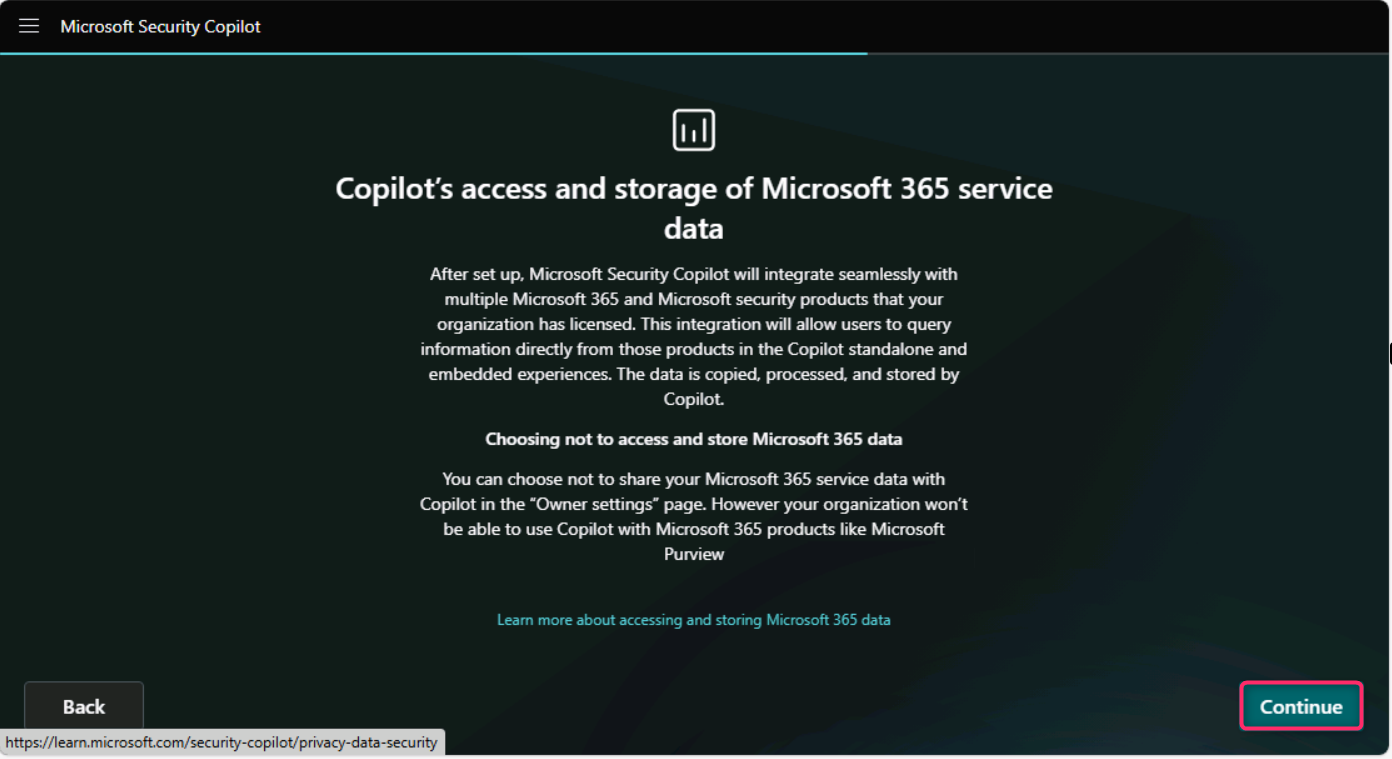 Microsoft Security Copilot
Copilot’s access and storage of Microsoft 365 service
data
After set up, Microsoft Security Copilot will integrate seamlessly with
multiple Microsoft 365 and Microsoft security products that your
organization has licensed. This integration will allow users to query
information directly from those products in the Copilot standalone and
embedded experiences. The data is copied, processed, and stored by
Copilot.
Choosing not to access and store Microsoft 365 data
You can choose not to share your Microsoft 365 service data with
Copilot in the “Owner settings” page. However your organization won’t
be able to use Copilot with Microsoft 365 products like Microsoft
Purview
Learn more about accessing and storing Microsoft 365 data
Back
Continue
https://learn.microsoft.com/security-copilot/privacy-data-security